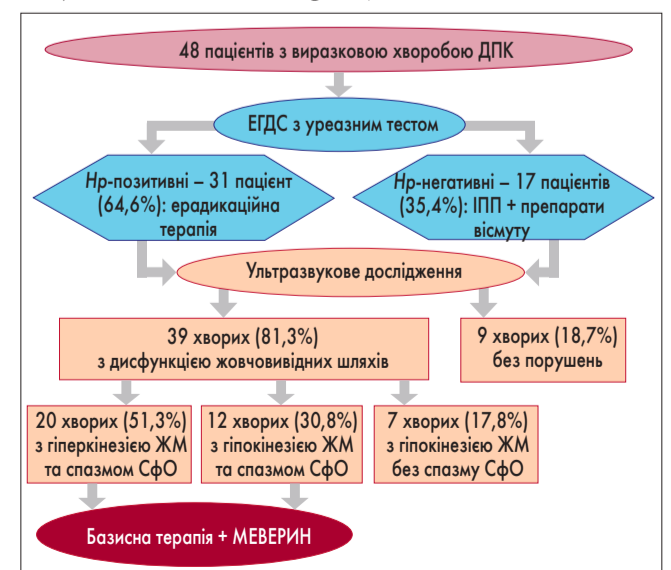 48 пацієнтів з виразковою хворобою ДПК
ЕГДС з уреазним тестом
Нр-позитивні – 31 пацієнт
(64,6%): ерадикаційна
терапія
Нр-негативні – 17 пацієнтів
(35,4%): ІПП + препарати
вісмуту
Ультразвукове дослідження
39 хворих (81,3%)
з дисфункцією жовчовивідних шляхів
9 хворих (18,7%)
без порушень
20 хворих (51,3%)
з гіперкінезією ЖМ
та спазмом СфО
12 хворих (30,8%)
з гіпокінезією ЖМ
та спазмом СфО
7 хворих (17,8%)
з гіпокінезією ЖМ
без спазму СфО
Базисна терапія + МЕВЕРИН